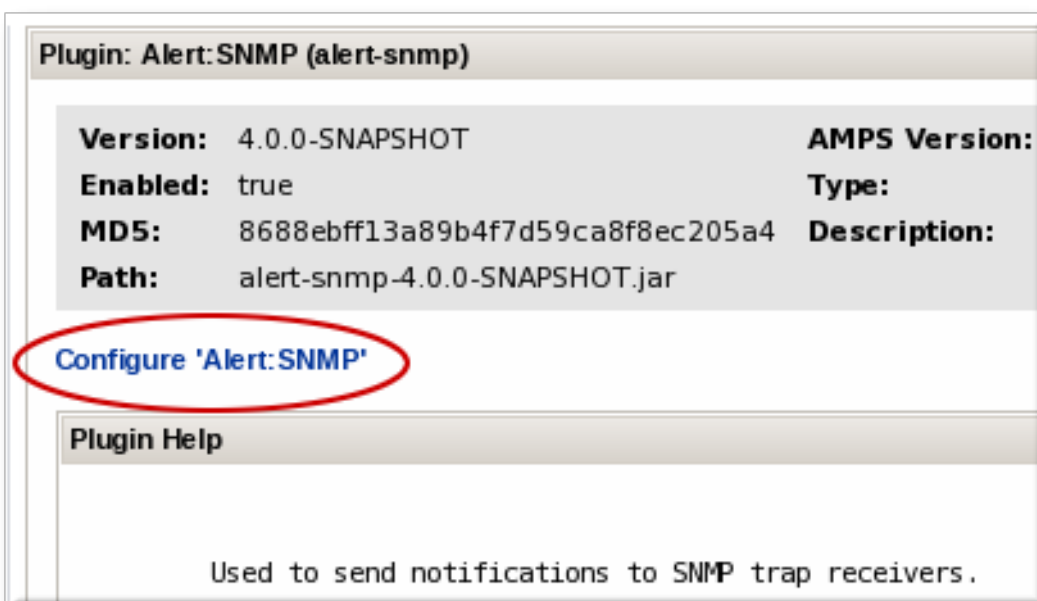 Plugin: Alert:SNMP (alert-snmp)
Version: 4.0.0-SNAPSHOT AMPS Version:
Enabled: true Type:
MD5: 8688ebff13a89b4f7d59ca8f8ec205a4 Description:
Path: alert-snmp-4.0.0-SNAPSHOT.jar
Configure 'Alert:SNMP'
Plugin Help
Used to send notifications to SNMP trap receivers.